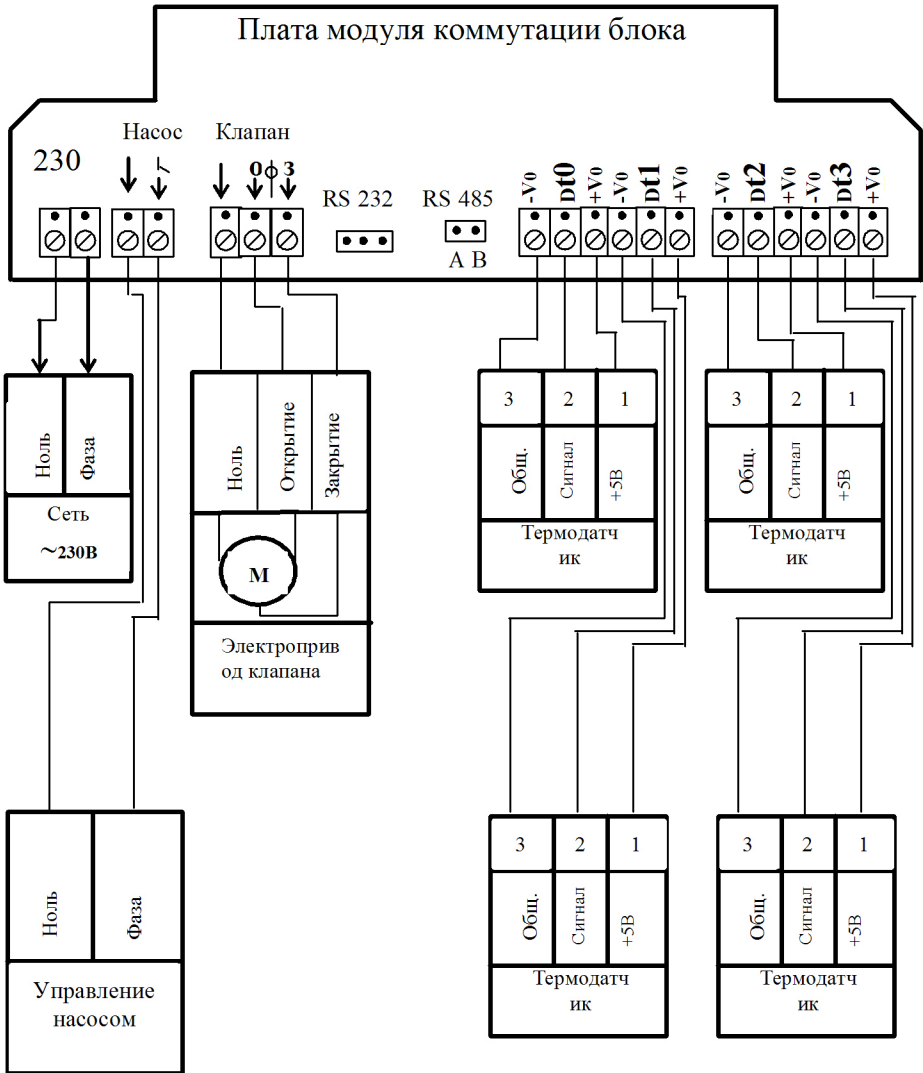 Плата модуля коммутации блока
Насос Клапан
230
О ф З
RS 232
RS 485
А В
-V0 Dt0 +V0 -V0 Dt1 +V0
-V0 Dt2 +V0 -V0 Dt3 +V0
Ноль Фаза
Сеть
~230В
Ноль Открытие Закрытие
М
Электроприв
од клапана
3 2 1
Общ. Сигнал +5В
Термодатч
ик
3 2 1
Общ. Сигнал +5В
Термодатч
ик
Ноль Фаза
Управление
насосом
3 2 1
Общ. Сигнал +5В
Термодатч
ик
3 2 1
Общ. Сигнал +5В
Термодатч
ик